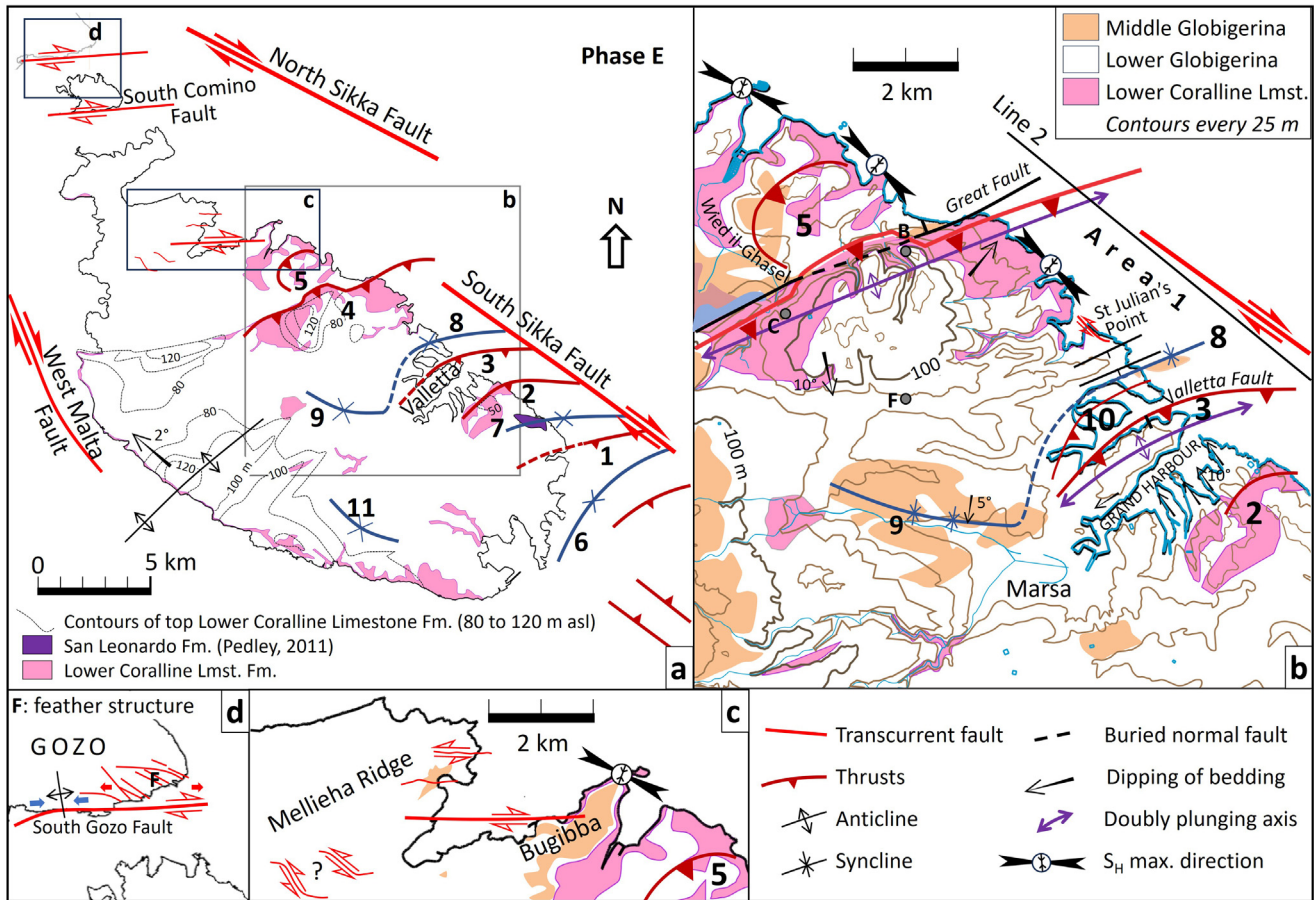 d
Phase E
North Sikka Fault
South Comino
Fault
c
b
N
5
4
120
80
120
80
80
120
100 m
100
2°
West Malta
Fault
8
3
Valletta
2
50
7
9
1
6
11
South Sikka Fault
0
5 km
Contours of top Lower Coralline Limestone Fm. (80 to 120 m asl)
San Leonardo Fm. (Pedley, 2011)
Lower Coralline Lmst. Fm.
a
Middle Globigerina
Lower Globigerina
Lower Coralline Lmst.
Contours every 25 m
2 km
Line 2
Great Fault
Wied il-Ghasel
5
B
C
Area 1
St Julian's
Point
8
10°
100
F
Valletta Fault
10
3
GRAND HARBOUR
20°
2
100 m
5°
9
Marsa
b
F: feather structure
d
GOZO
F
South Gozo Fault
2 km
c
Mellieha Ridge
Bugibba
?
5
Transcurrent fault
Thrusts
Anticline
Syncline
Buried normal fault
Dipping of bedding
Doubly plunging axis
SH max. direction